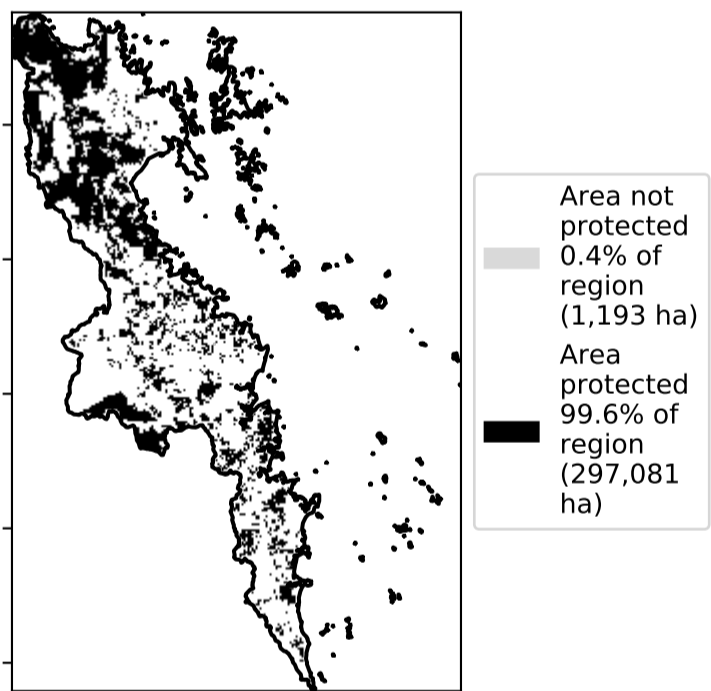 Area not
protected
0.4% of
region
(1,193 ha)
Area
protected
99.6% of
region
(297,081
ha)